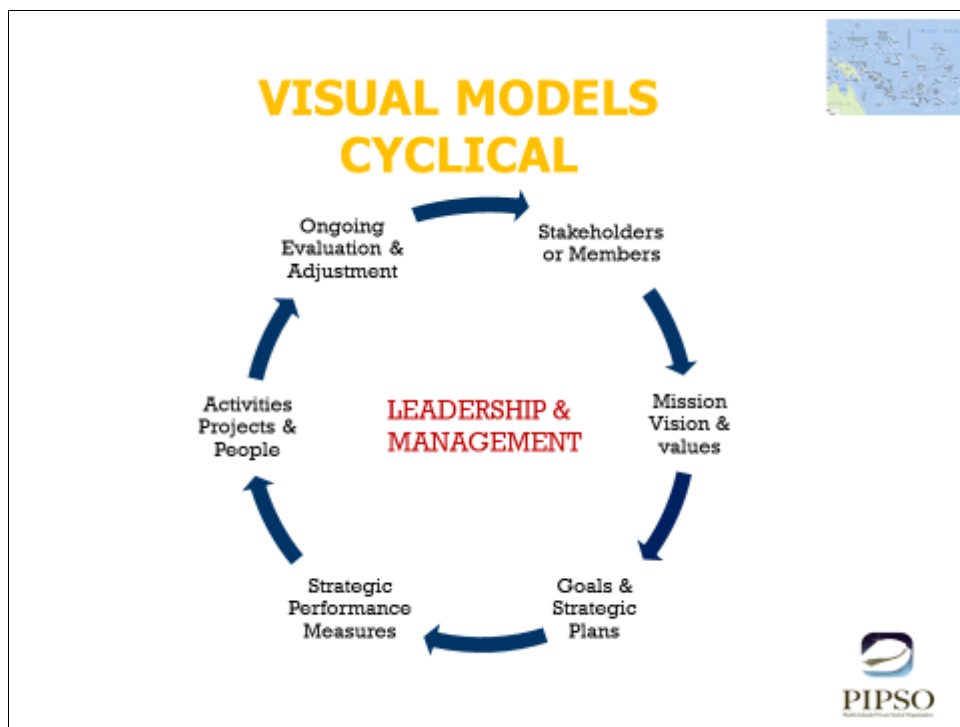 VISUAL MODELS
CYCLICAL
Stakeholders
or Members
Mission
Vision &
values
Goals &
Strategic
Plans
Strategic
Performance
Measures
Activities
Projects &
People
Ongoing
Evaluation &
Adjustment
LEADERSHIP &
MANAGEMENT
PIPSO